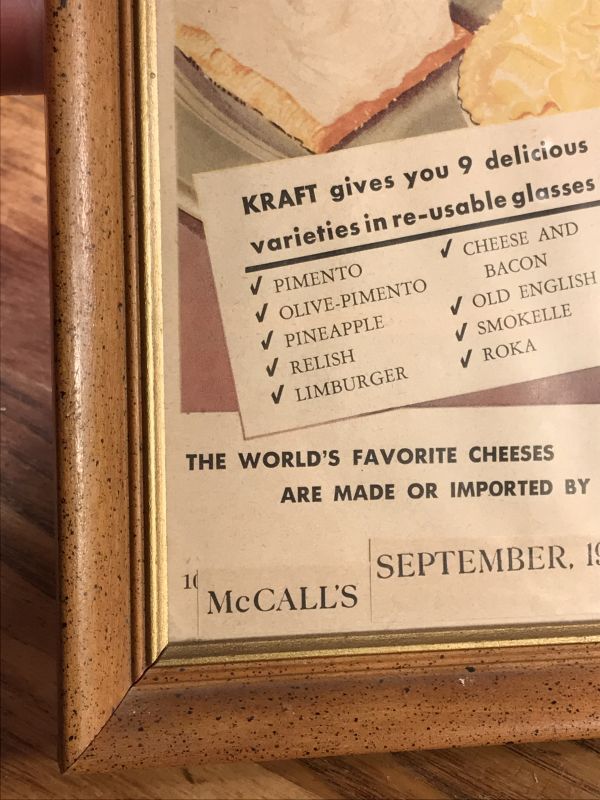 KRAFT gives you 9 delicious
varieties in re-usable glasses
✓ PIMENTO
✓ OLIVE-PIMENTO
✓ PINEAPPLE
✓ RELISH
✓ LIMBURGER
✓ CHEESE AND
BACON
✓ OLD ENGLISH
✓ SMOKELLE
✓ ROKA
THE WORLD'S FAVORITE CHEESES
ARE MADE OR IMPORTED BY
McCALL'S
SEPTEMBER,